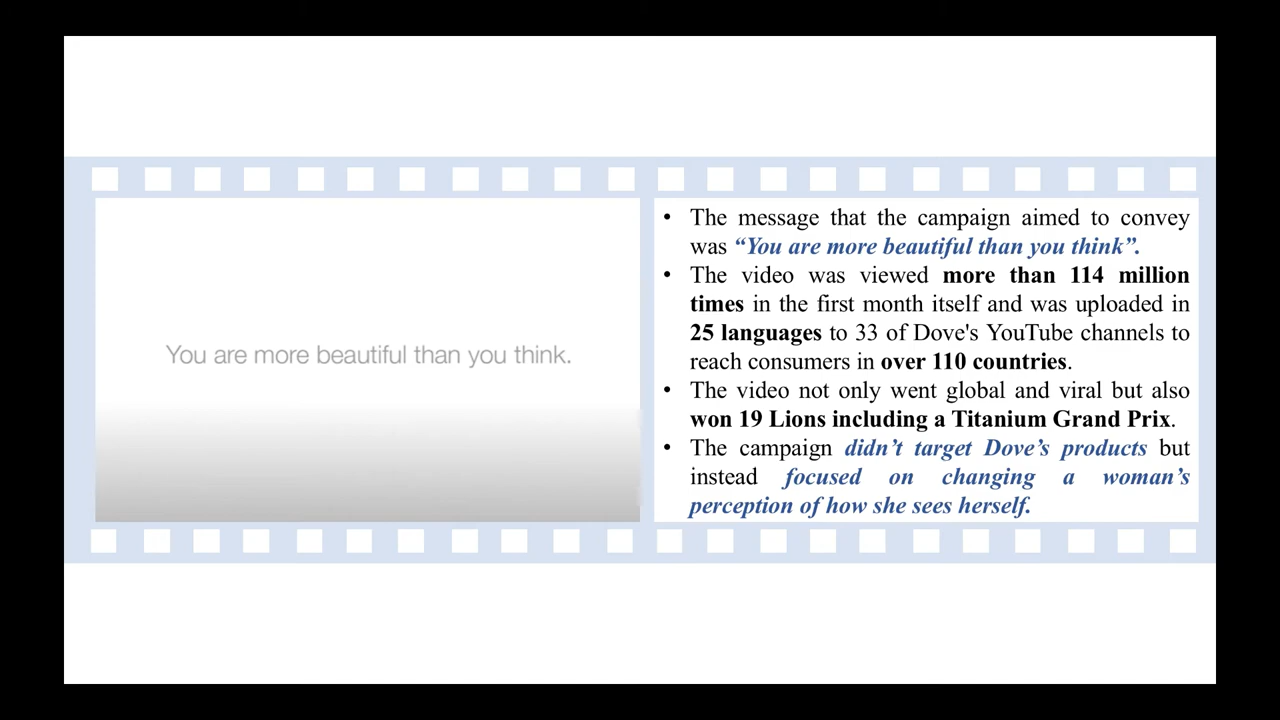 You are more beautiful than you think.
• The message that the campaign aimed to convey
was “You are more beautiful than you think”.
• The video was viewed more than 114 million
times in the first month itself and was uploaded in
25 languages to 33 of Dove's YouTube channels to
reach consumers in over 110 countries.
• The video not only went global and viral but also
won 19 Lions including a Titanium Grand Prix.
• The campaign didn’t target Dove’s products but
instead focused on changing a woman’s
perception of how she sees herself.